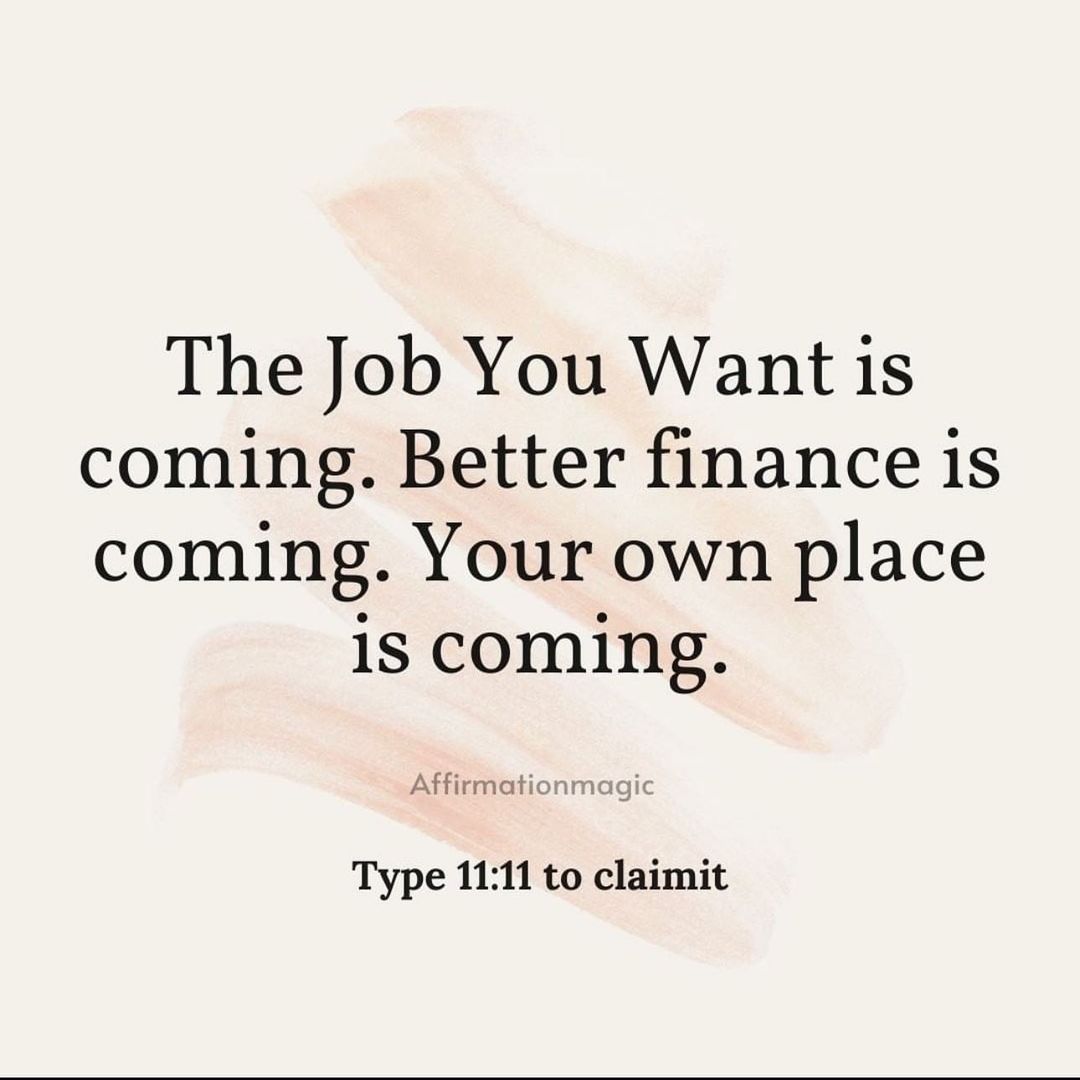 The Job You Want is
coming. Better finance is
coming. Your own place
is coming.
Affirmationmagic
Type 11:11 to claimit